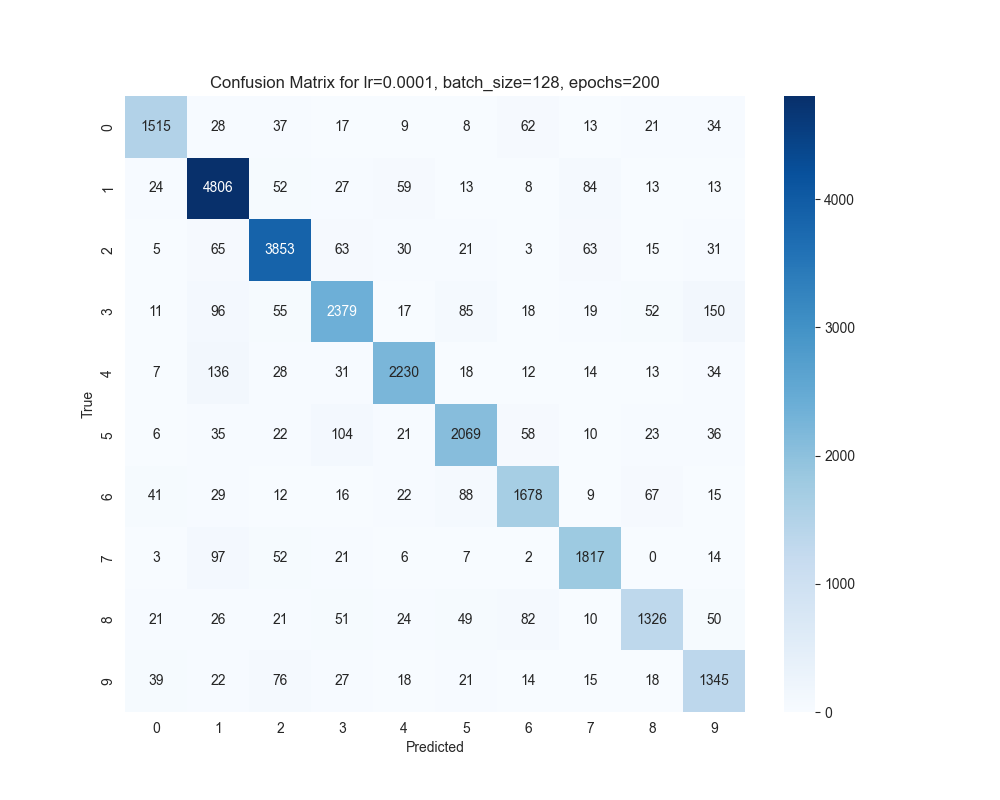 Confusion Matrix for lr=0.0001, batch_size=128, epochs=200
0 1515 28 37 17 9 8 62 13 21 34
1 24 4806 52 27 59 13 8 84 13 13
2 5 65 3853 63 30 21 3 63 15 31
3 11 96 55 2379 17 85 18 19 52 150
4 7 136 28 31 2230 18 12 14 13 34
5 6 35 22 104 21 2069 58 10 23 36
6 41 29 12 16 22 88 1678 9 67 15
7 3 97 52 21 6 7 2 1817 0 14
8 21 26 21 51 24 49 82 10 1326 50
9 39 22 76 27 18 21 14 15 18 1345
0 1 2 3 4 5 6 7 8 9
Predicted
True
4000
3000
2000
1000
0